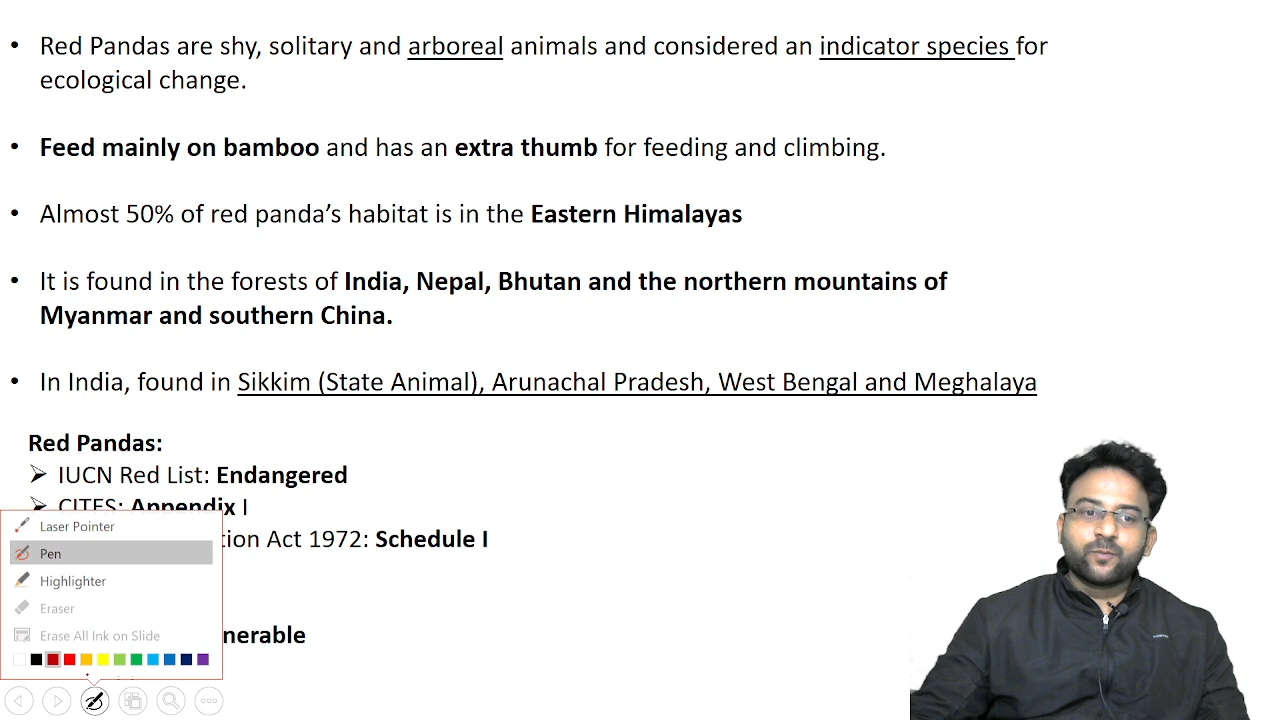 • Red Pandas are shy, solitary and arboreal animals and considered an indicator species for
ecological change.
• Feed mainly on bamboo and has an extra thumb for feeding and climbing.
• Almost 50% of red panda’s habitat is in the Eastern Himalayas
• It is found in the forests of India, Nepal, Bhutan and the northern mountains of
Myanmar and southern China.
• In India, found in Sikkim (State Animal), Arunachal Pradesh, West Bengal and Meghalaya
Red Pandas:
➢ IUCN Red List: Endangered
➢ CITES: Appendix I
Laser Pointer
tion Act 1972: Schedule I
Pen
Highlighter
Eraser
Erase All Ink on Slide
nerable